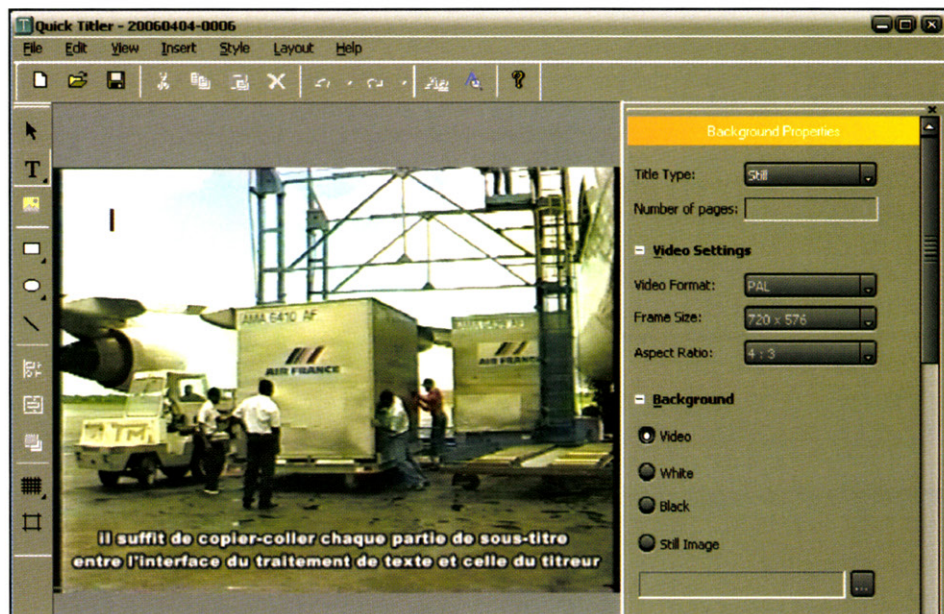 Quick Titler - 20060404-0006
File Edit View Insert Style Layout Help
Background Properties
Title Type: Still
Number of pages:
Video Settings
Video Format: PAL
Frame Size: 720 x 576
Aspect Ratio: 4 : 3
Background
Video
White
Black
Still Image
...
AMA 6410 AF
AIR FRANCE
AIR FRANCE
TM
il suffit de copier-coller chaque partie de sous-titre
entre l'interface du traitement de texte et celle du titreur